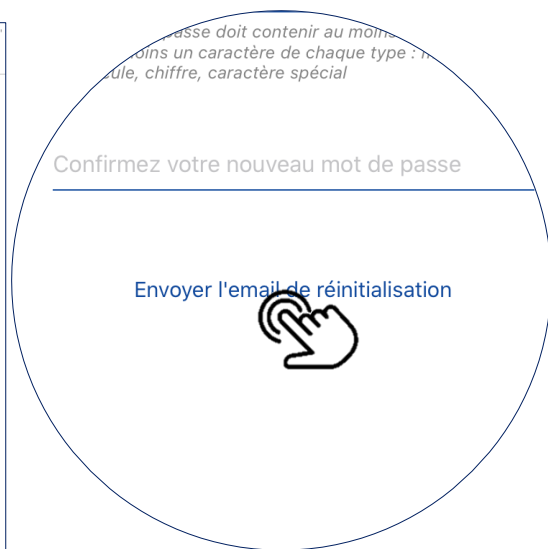 passe doit contenir au moins
moins un caractère de chaque type :
cule, chiffre, caractère spécial
Confirmez votre nouveau mot de passe
Envoyer l'email de réinitialisation